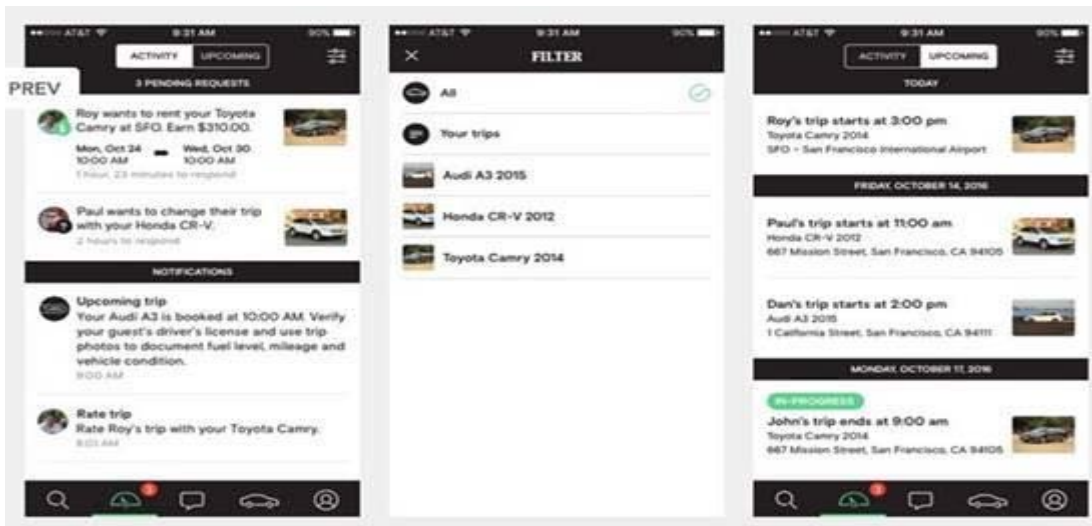 AT&T 9:31 AM 90%
ACTIVITY UPCOMING
PREV
3 PENDING REQUESTS
Roy wants to rent your Toyota
Camry at SFO. Earn $310.00.
Mon, Oct 24 Wed, Oct 30
10:00 AM 10:00 AM
1 hour, 23 minutes to respond
Paul wants to change their trip
with your Honda CR-V.
2 hours to respond
NOTIFICATIONS
Upcoming trip
Your Audi A3 is booked at 10:00 AM. Verify
your guest's driver's license and use trip
photos to document fuel level, mileage and
vehicle condition.
9:00 AM
Rate trip
Rate Roy's trip with your Toyota Camry.
3
AT&T 9:31 AM 90%
FILTER
All
Your trips
Audi A3 2015
Honda CR-V 2012
Toyota Camry 2014
AT&T 9:31 AM 90%
ACTIVITY UPCOMING
TODAY
Roy's trip starts at 3:00 pm
Toyota Camry 2014
SFO - San Francisco International Airport
FRIDAY, OCTOBER 14, 2016
Paul's trip starts at 11:00 am
Honda CR-V 2012
667 Mission Street, San Francisco, CA 94105
Dan's trip starts at 2:00 pm
Audi A3 2015
1 California Street, San Francisco, CA 94111
MONDAY, OCTOBER 17, 2016
IN-PROGRESS
John's trip ends at 9:00 am
Toyota Camry 2014
667 Mission Street, San Francisco, CA 94105
3